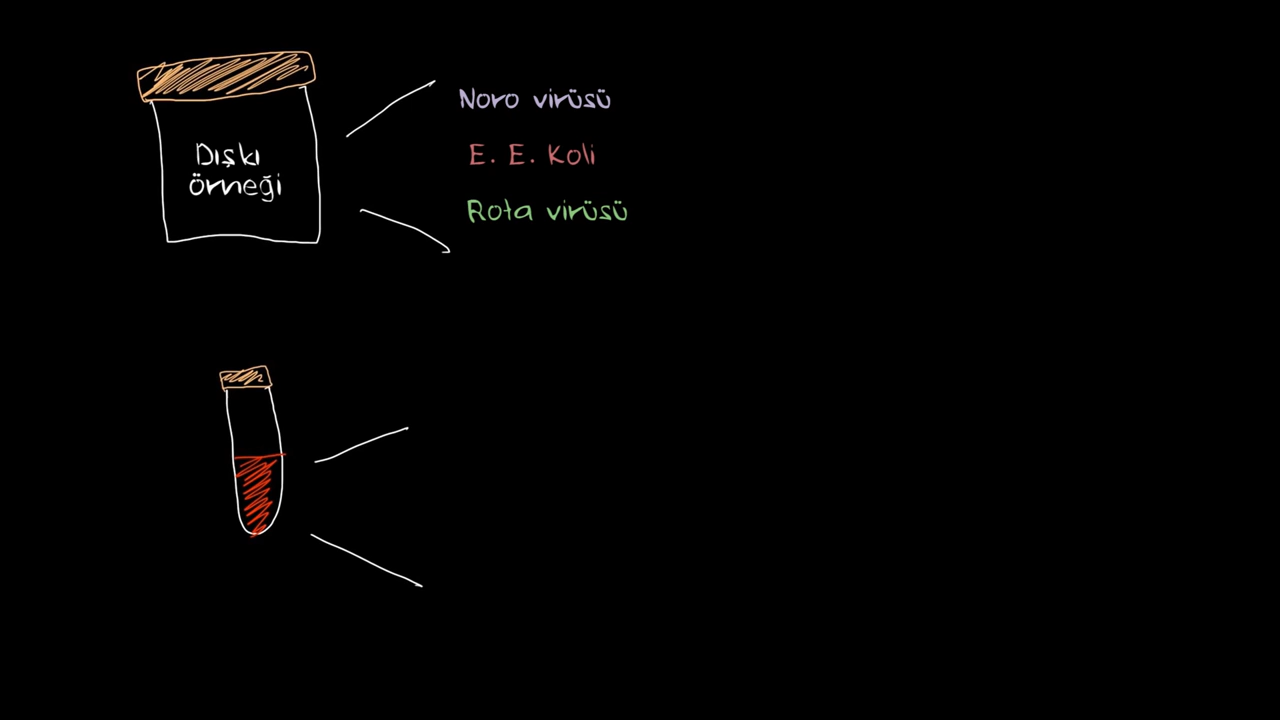 Dışkı
örneği
Noro virüsü
E. E. Koli
Rota virüsü